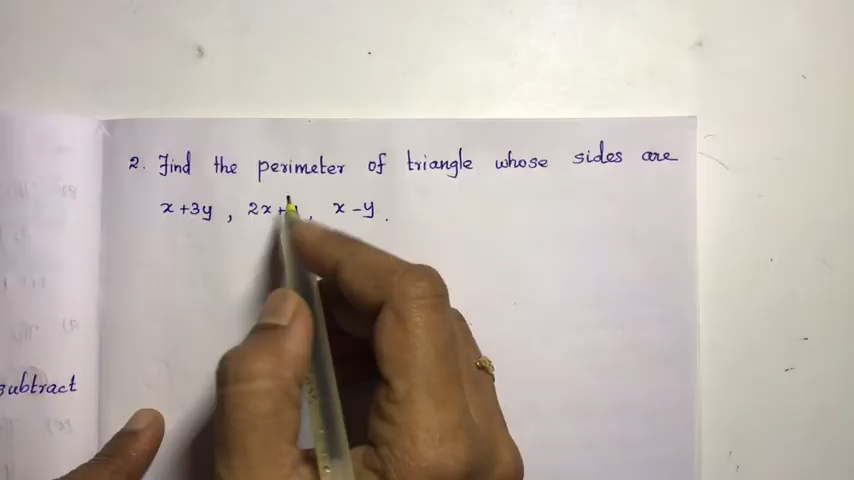 2. Find the perimeter of triangle whose sides are
x+3y, 2x+ , x-y.
subtract